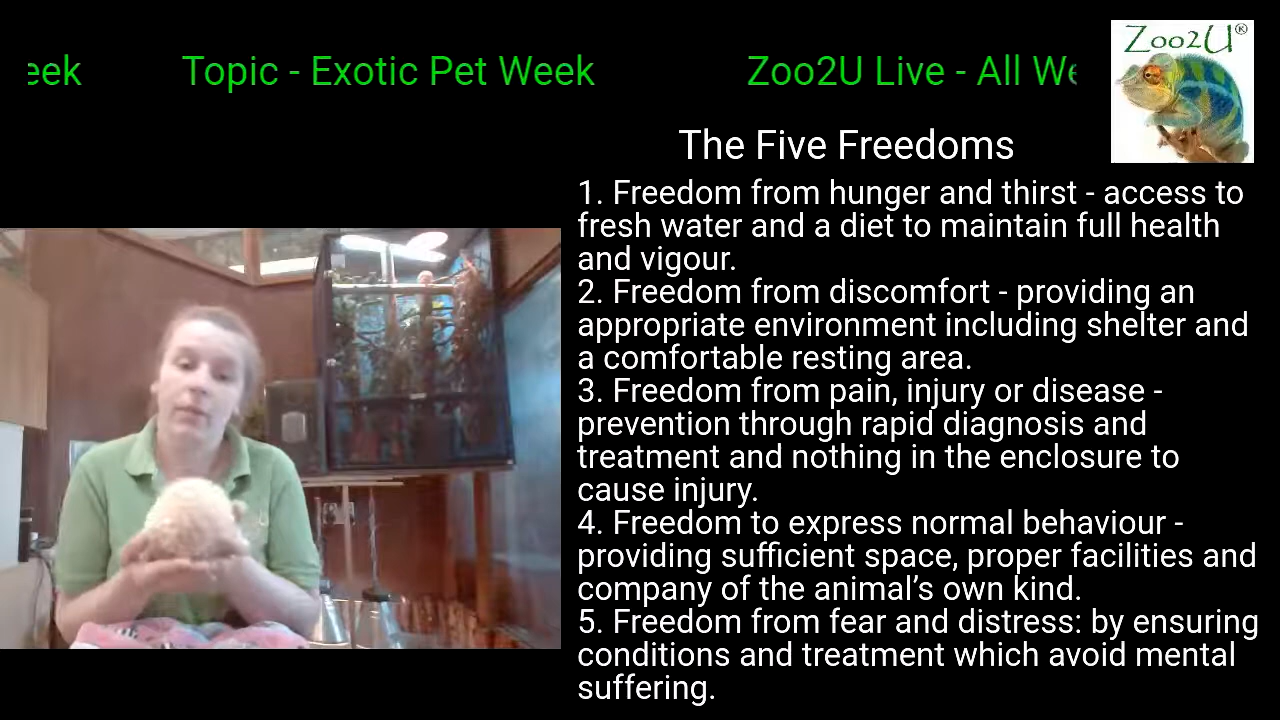 eek Topic - Exotic Pet Week Zoo2U Live - All We
Zoo2U®
The Five Freedoms
1. Freedom from hunger and thirst - access to
fresh water and a diet to maintain full health
and vigour.
2. Freedom from discomfort - providing an
appropriate environment including shelter and
a comfortable resting area.
3. Freedom from pain, injury or disease -
prevention through rapid diagnosis and
treatment and nothing in the enclosure to
cause injury.
4. Freedom to express normal behaviour -
providing sufficient space, proper facilities and
company of the animal’s own kind.
5. Freedom from fear and distress: by ensuring
conditions and treatment which avoid mental
suffering.